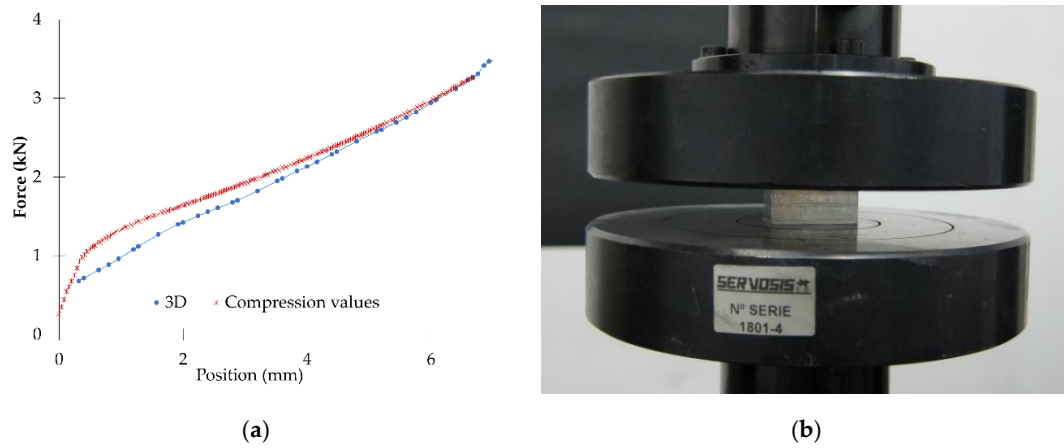 4
3
2
1
0
Force (kN)
3D Compression values
0 2 4 6
Position (mm)
SERVOSIS
Nº SERIE
1801-4
(a) (b)